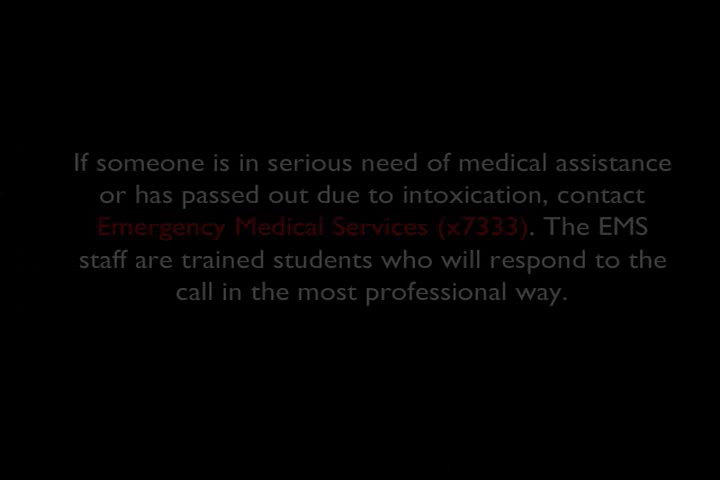 If someone is in serious need of medical assistance
or has passed out due to intoxication, contact
Emergency Medical Services (x7333). The EMS
staff are trained students who will respond to the
call in the most professional way.